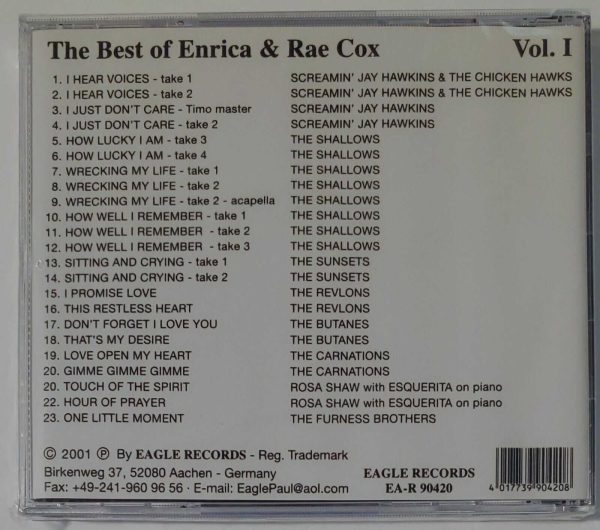 The Best of Enrica & Rae Cox Vol. I
1. I HEAR VOICES - take 1 SCREAMIN' JAY HAWKINS & THE CHICKEN HAWKS
2. I HEAR VOICES - take 2 SCREAMIN' JAY HAWKINS & THE CHICKEN HAWKS
3. I JUST DON'T CARE - Timo master SCREAMIN' JAY HAWKINS
4. I JUST DON'T CARE - take 2 SCREAMIN' JAY HAWKINS
5. HOW LUCKY I AM - take 3 THE SHALLOWS
6. HOW LUCKY I AM - take 4 THE SHALLOWS
7. WRECKING MY LIFE - take 1 THE SHALLOWS
8. WRECKING MY LIFE - take 2 THE SHALLOWS
9. WRECKING MY LIFE - take 2 - acapella THE SHALLOWS
10. HOW WELL I REMEMBER - take 1 THE SHALLOWS
11. HOW WELL I REMEMBER - take 2 THE SHALLOWS
12. HOW WELL I REMEMBER - take 3 THE SHALLOWS
13. SITTING AND CRYING - take 1 THE SUNSETS
14. SITTING AND CRYING - take 2 THE SUNSETS
15. I PROMISE LOVE THE REVLONS
16. THIS RESTLESS HEART THE REVLONS
17. DON'T FORGET I LOVE YOU THE BUTANES
18. THAT'S MY DESIRE THE BUTANES
19. LOVE OPEN MY HEART THE CARNATIONS
20. GIMME GIMME GIMME THE CARNATIONS
20. TOUCH OF THE SPIRIT ROSA SHAW with ESQUERITA on piano
22. HOUR OF PRAYER ROSA SHAW with ESQUERITA on piano
23. ONE LITTLE MOMENT THE FURNESS BROTHERS
© 2001 ℗ By EAGLE RECORDS - Reg. Trademark
Birkenweg 37, 52080 Aachen - Germany EAGLE RECORDS
Fax: +49-241-960 96 56 · E-mail: EaglePaul@aol.com EA-R 90420
4 017739 904208